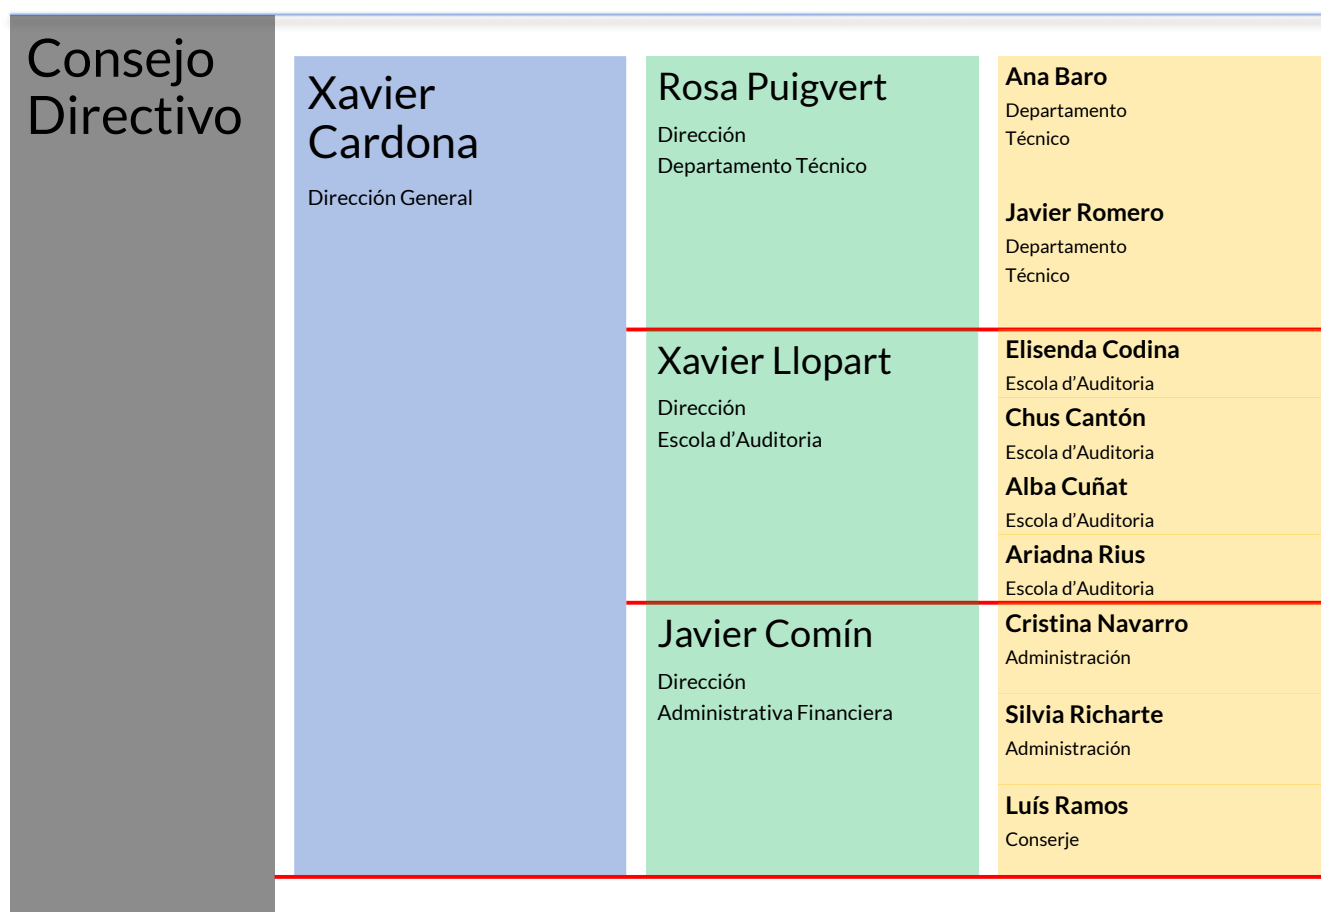 Consejo
Directivo
Xavier
Cardona
Dirección General
Rosa Puigvert
Dirección
Departamento Técnico
Ana Baro
Departamento
Técnico
Javier Romero
Departamento
Técnico
Xavier Llopart
Dirección
Escola d’Auditoria
Elisenda Codina
Escola d’Auditoria
Chus Cantón
Escola d’Auditoria
Alba Cuñat
Escola d’Auditoria
Ariadna Rius
Escola d’Auditoria
Javier Comín
Dirección
Administrativa Financiera
Cristina Navarro
Administración
Silvia Richarte
Administración
Luís Ramos
Conserje